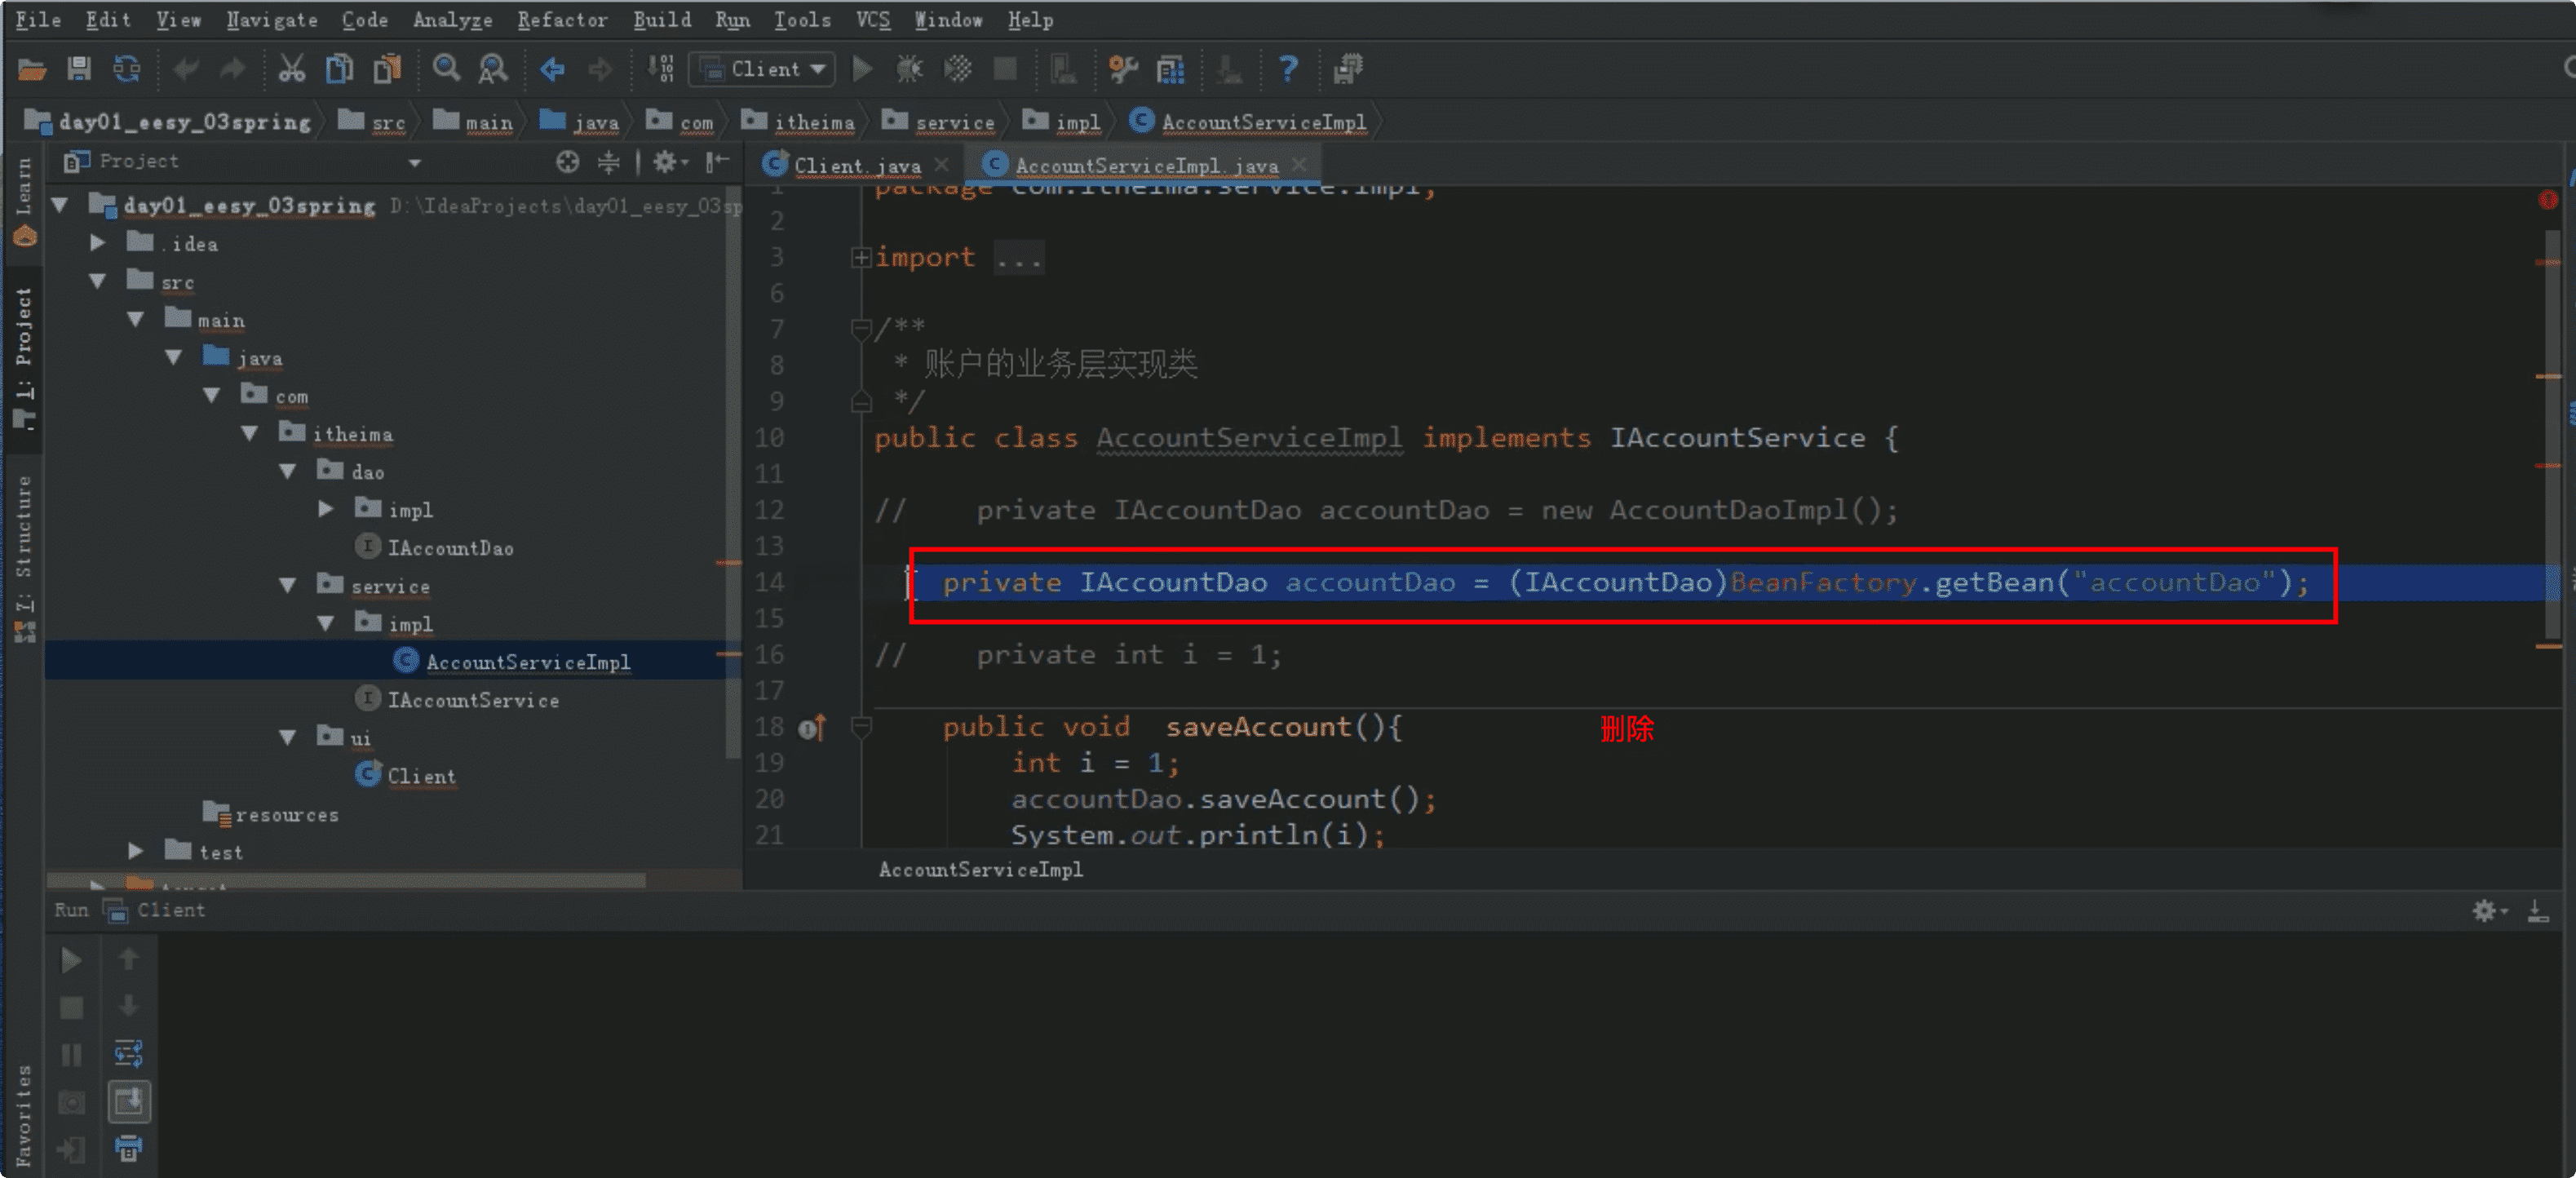 File Edit View Navigate Code Analyze Refactor Build Run Tools VCS Window Help
Client
day01_eesy_03spring src main java com itheima service impl AccountServiceImpl
Project
Client.java AccountServiceImpl.java
Learn
1: Project
7: Structure
Favorites
day01_eesy_03spring D:\IdeaProjects\day01_eesy_03sp
.idea
src
main
java
com
itheima
dao
impl
IAccountDao
service
impl
AccountServiceImpl
IAccountService
ui
Client
resources
test
1 package com.itheima.service.impl;
2
3 import ...
6
7 /**
8 * 账户的业务层实现类
9 */
10 public class AccountServiceImpl implements IAccountService {
11
12 // private IAccountDao accountDao = new AccountDaoImpl();
13
14 private IAccountDao accountDao = (IAccountDao)BeanFactory.getBean("accountDao");
15
16 // private int i = 1;
17
18 public void saveAccount(){
删除
19 int i = 1;
20 accountDao.saveAccount();
21 System.out.println(i);
AccountServiceImpl
Run Client